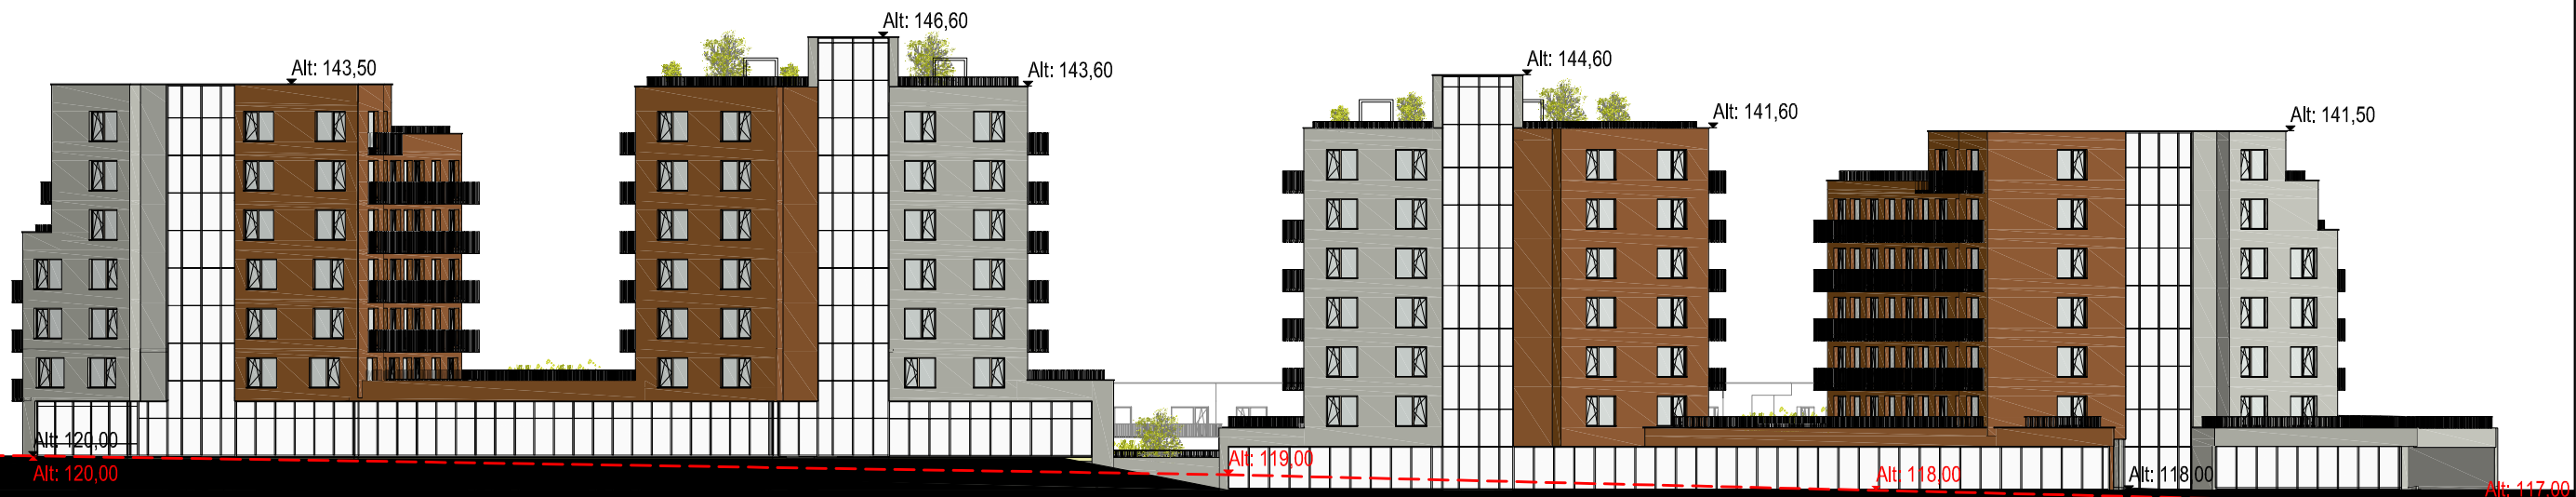 Alt: 146,60
Alt: 143,50
Alt: 143,60
Alt: 144,60
Alt: 141,60
Alt: 141,50
Alt: 120,00
Alt: 120,00
Alt: 119,00
Alt: 118,00
Alt: 118,00
Alt: 117,00